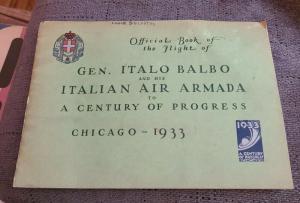 Official Book of
the Flight of
GEN. ITALO BALBO
AND HIS
ITALIAN AIR ARMADA
TO
A CENTURY OF PROGRESS
CHICAGO - 1933
1933
A CENTURY
OF PROGRESS